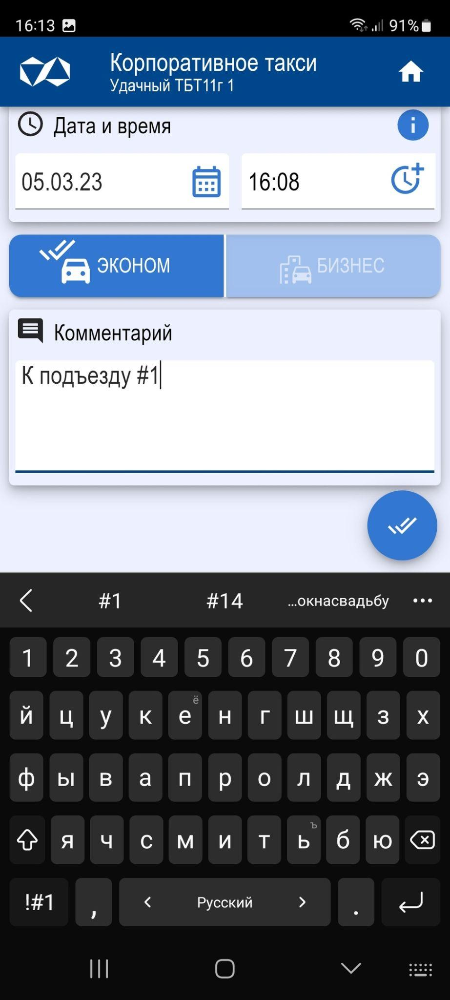 16:13 91%
Корпоративное такси
Удачный ТБТ11г 1
Дата и время
05.03.23 16:08
ЭКОНОМ БИЗНЕС
Комментарий
К подъезду #1
#1 #14 ...окнасвадьбу
1 2 3 4 5 6 7 8 9 0
й ц у к е ё н г ш щ з х
ф ы в а п р о л д ж э
я ч с м и т ь ъ б ю
!#1 , Русский .